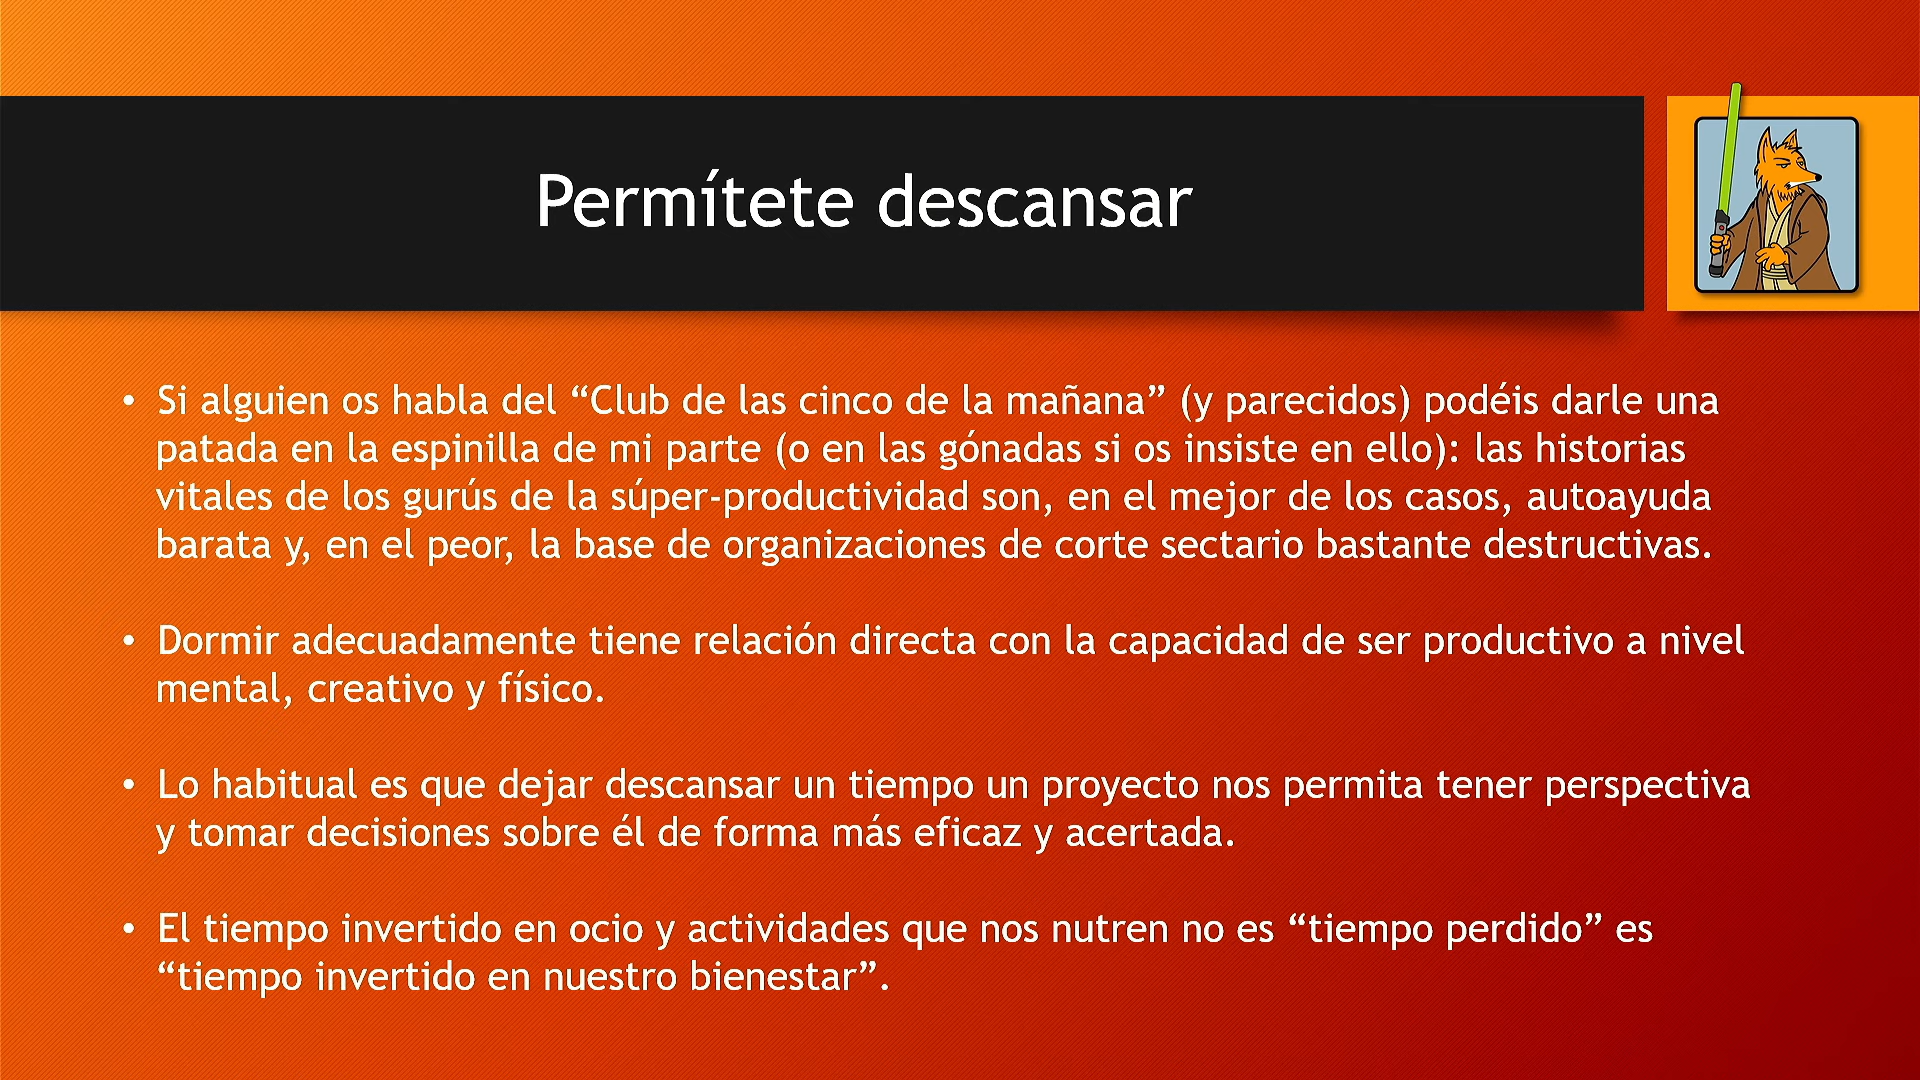 Permítete descansar
• Si alguien os habla del “Club de las cinco de la mañana” (y parecidos) podéis darle una
patada en la espinilla de mi parte (o en las gónadas si os insiste en ello): las historias
vitales de los gurús de la súper-productividad son, en el mejor de los casos, autoayuda
barata y, en el peor, la base de organizaciones de corte sectario bastante destructivas.
• Dormir adecuadamente tiene relación directa con la capacidad de ser productivo a nivel
mental, creativo y físico.
• Lo habitual es que dejar descansar un tiempo un proyecto nos permita tener perspectiva
y tomar decisiones sobre él de forma más eficaz y acertada.
• El tiempo invertido en ocio y actividades que nos nutren no es “tiempo perdido” es
“tiempo invertido en nuestro bienestar”.